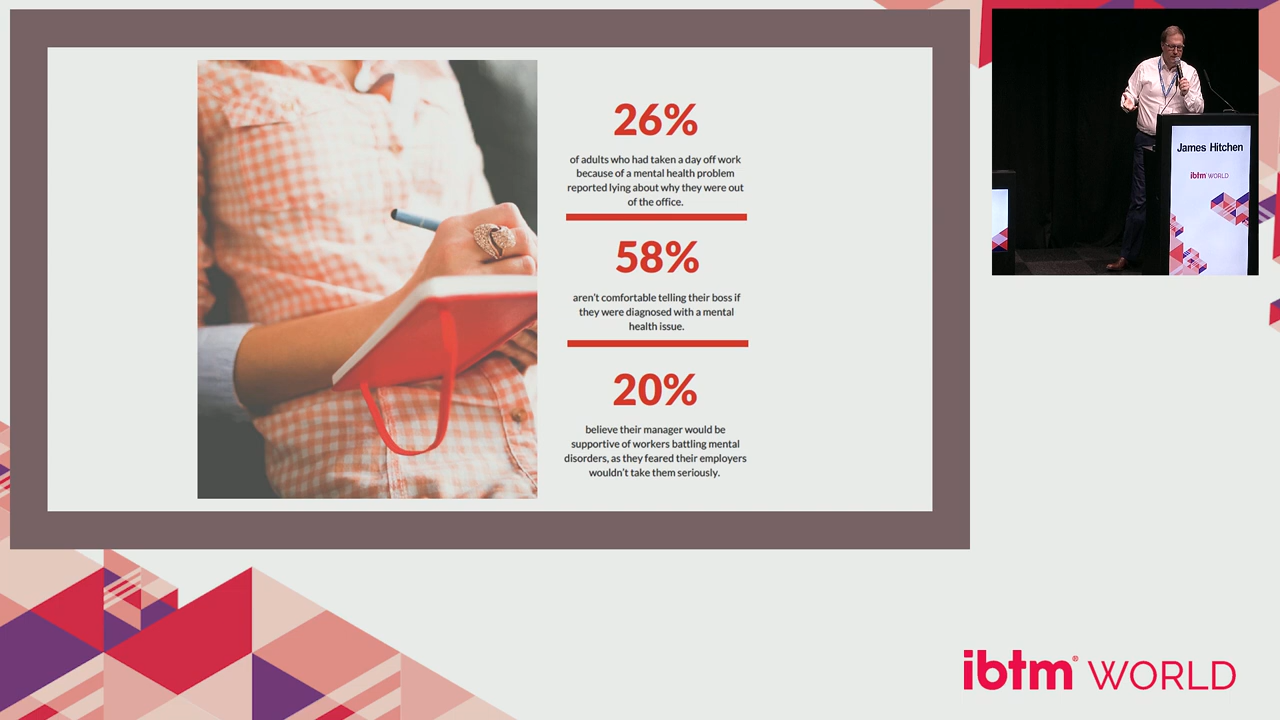 26%
of adults who had taken a day off work
because of a mental health problem
reported lying about why they were out
of the office.
58%
aren't comfortable telling their boss if
they were diagnosed with a mental
health issue.
20%
believe their manager would be
supportive of workers battling mental
disorders, as they feared their employers
wouldn't take them seriously.
James Hitchen
ibtm® WORLD
ibtm® WORLD